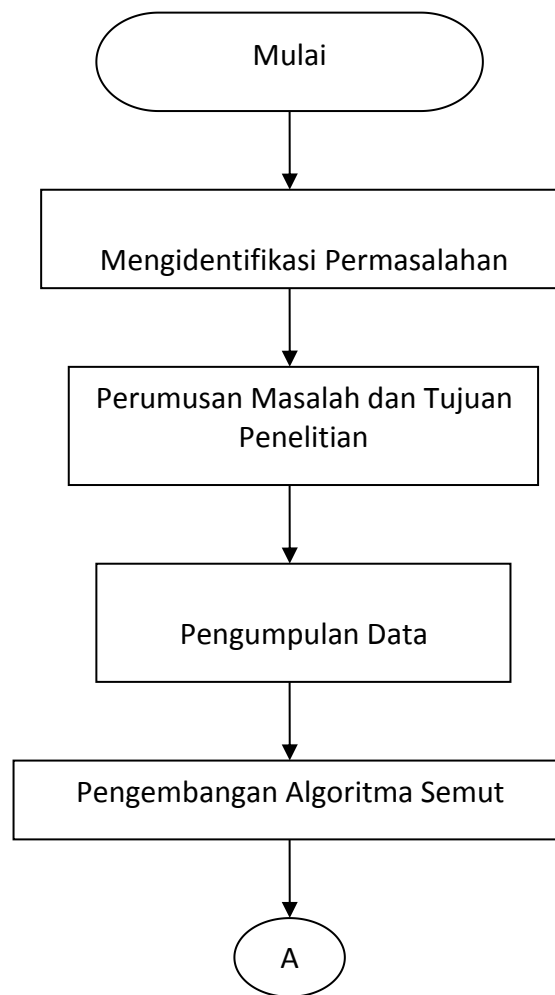 Mulai
Mengidentifikasi Permasalahan
Perumusan Masalah dan Tujuan
Penelitian
Pengumpulan Data
Pengembangan Algoritma Semut
A